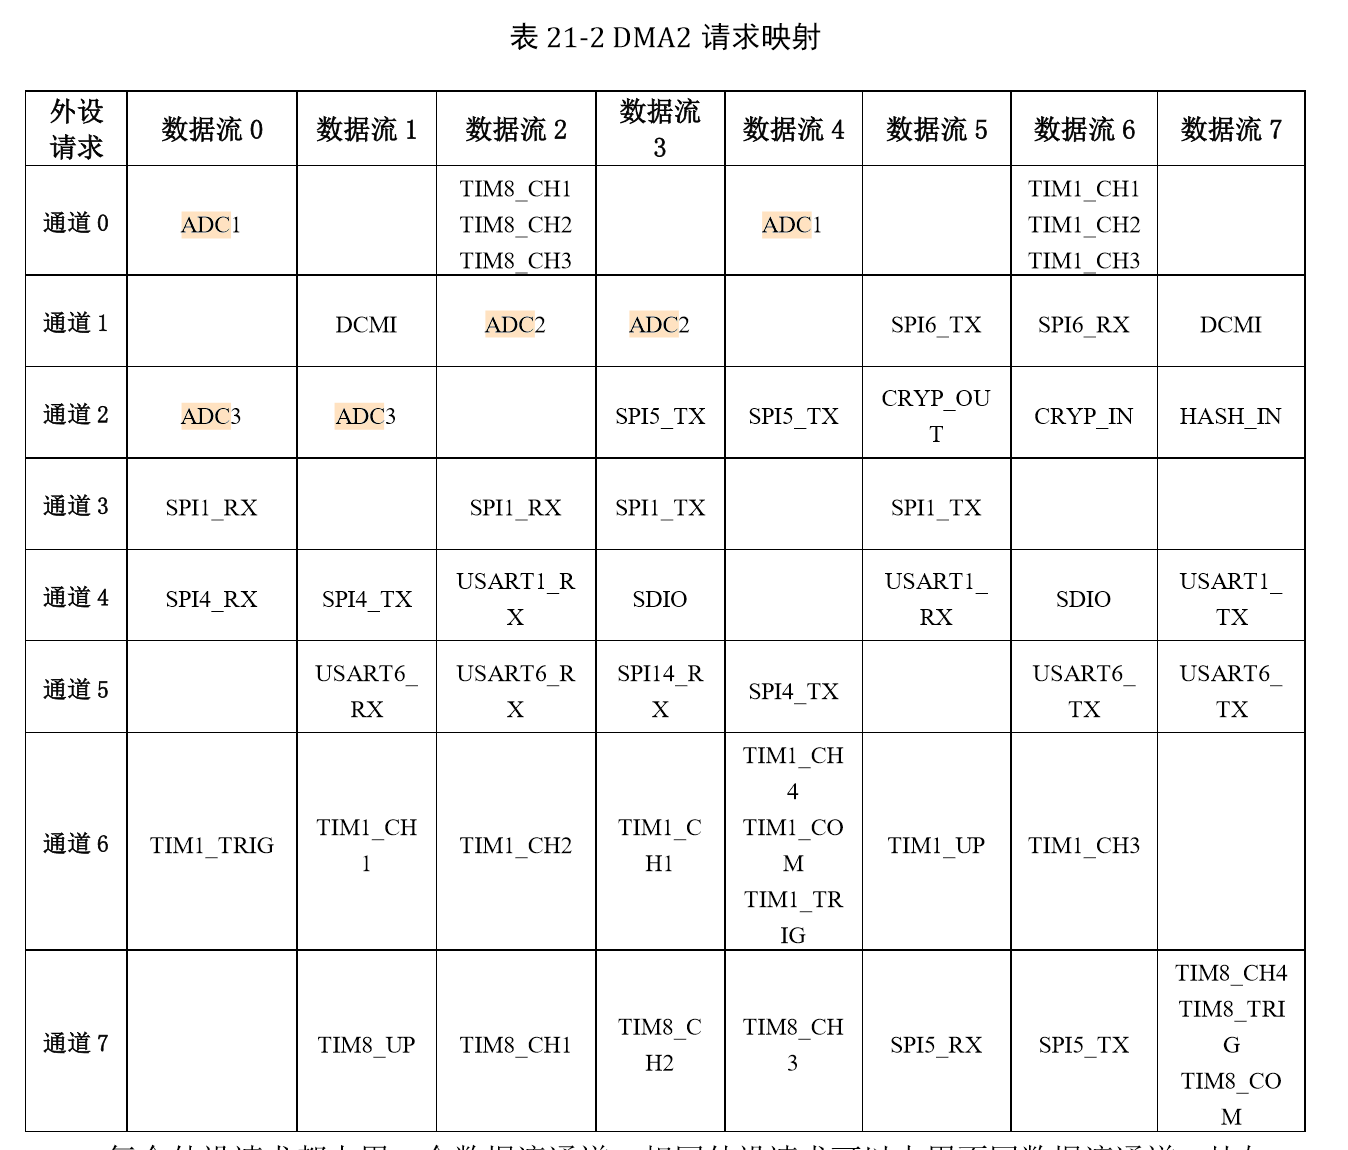 表 21-2 DMA2 请求映射
外设
请求
数据流 0
数据流 1
数据流 2
数据流
3
数据流 4
数据流 5
数据流 6
数据流 7
通道 0
ADC1
TIM8_CH1
TIM8_CH2
TIM8_CH3
ADC1
TIM1_CH1
TIM1_CH2
TIM1_CH3
通道 1
DCMI
ADC2
ADC2
SPI6_TX
SPI6_RX
DCMI
通道 2
ADC3
ADC3
SPI5_TX
SPI5_TX
CRYP_OU
T
CRYP_IN
HASH_IN
通道 3
SPI1_RX
SPI1_RX
SPI1_TX
SPI1_TX
通道 4
SPI4_RX
SPI4_TX
USART1_R
X
SDIO
USART1_
RX
SDIO
USART1_
TX
通道 5
USART6_
RX
USART6_R
X
SPI14_R
X
SPI4_TX
USART6_
TX
USART6_
TX
通道 6
TIM1_TRIG
TIM1_CH
1
TIM1_CH2
TIM1_C
H1
TIM1_CH
4
TIM1_CO
M
TIM1_TR
IG
TIM1_UP
TIM1_CH3
通道 7
TIM8_UP
TIM8_CH1
TIM8_C
H2
TIM8_CH
3
SPI5_RX
SPI5_TX
TIM8_CH4
TIM8_TRI
G
TIM8_CO
M